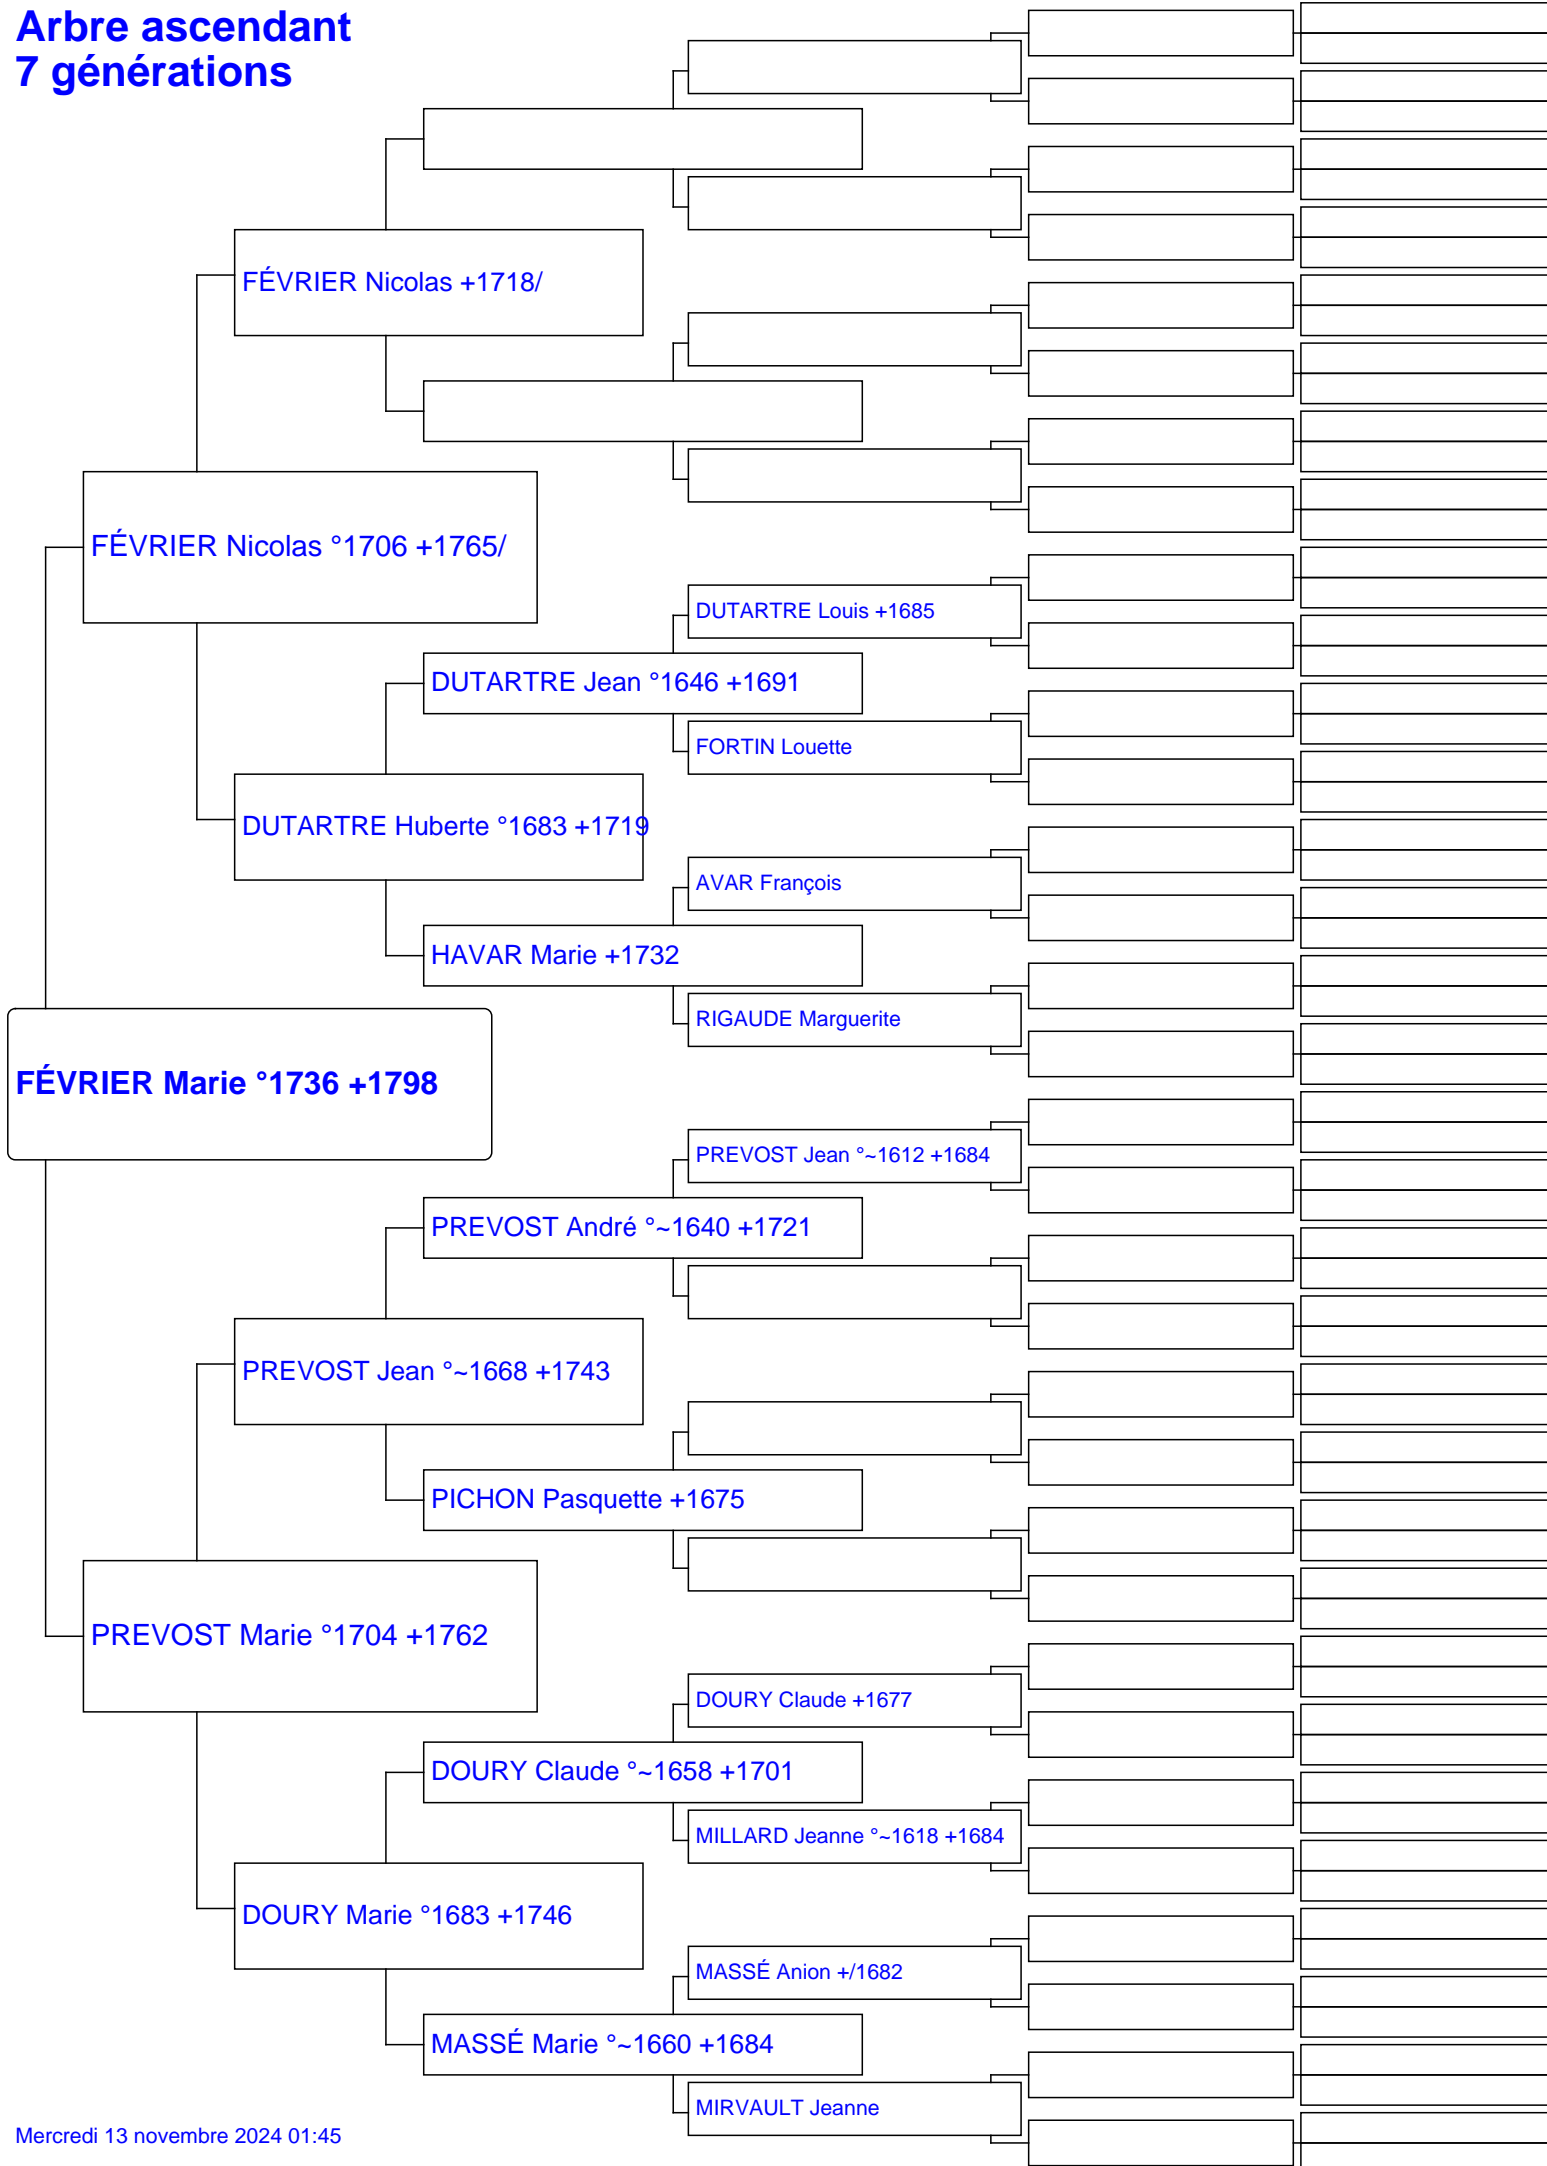 Arbre ascendant
7 générations
FÉVRIER Nicolas +1718/
FÉVRIER Nicolas °1706 +1765/
DUTARTRE Louis +1685
DUTARTRE Jean °1646 +1691
FORTIN Louette
DUTARTRE Huberte °1683 +1719
AVAR François
HAVAR Marie +1732
RIGAUDE Marguerite
FÉVRIER Marie °1736 +1798
PREVOST Jean °~1612 +1684
PREVOST André °~1640 +1721
PREVOST Jean °~1668 +1743
PICHON Pasquette +1675
PREVOST Marie °1704 +1762
DOURY Claude +1677
DOURY Claude °~1658 +1701
MILLARD Jeanne °~1618 +1684
DOURY Marie °1683 +1746
MASSÉ Anion +/1682
MASSÉ Marie °~1660 +1684
MIRVAULT Jeanne
Mercredi 13 novembre 2024 01:45